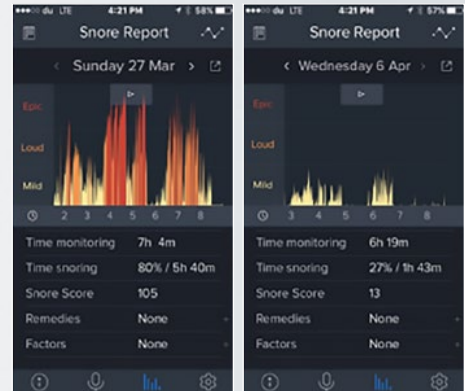 du LTE 4:21 PM 58%
Snore Report
Sunday 27 Mar
Epic
Loud
Mild
2 3 4 5 6 7 8
Time monitoring 7h 4m
Time snoring 80% / 5h 40m
Snore Score 105
Remedies None
Factors None
du LTE 4:21 PM 57%
Snore Report
Wednesday 6 Apr
Epic
Loud
Mild
3 4 5 6 7 8
Time monitoring 6h 19m
Time snoring 27% / 1h 43m
Snore Score 13
Remedies None
Factors None